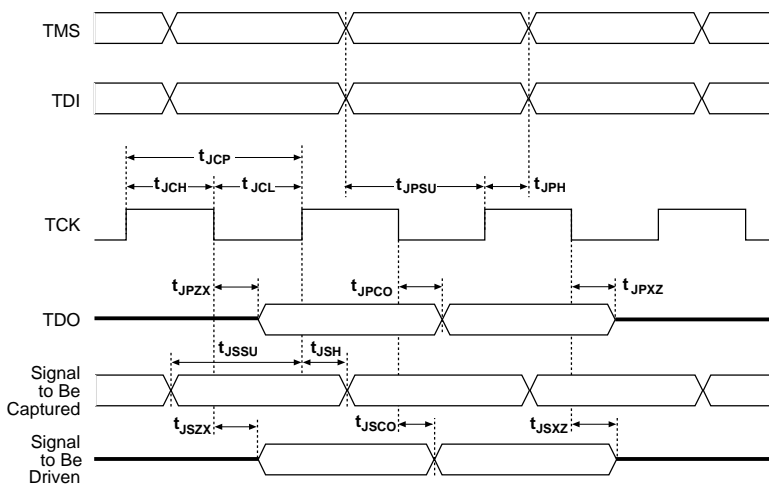 TMS
TDI
tJCP
tJCH tJCL tJPSU tJPH
TCK
tJPZX tJPCO tJPXZ
TDO
tJSSU tJSH
Signal
to Be
Captured
tJSZX tJSCO tJSXZ
Signal
to Be
Driven